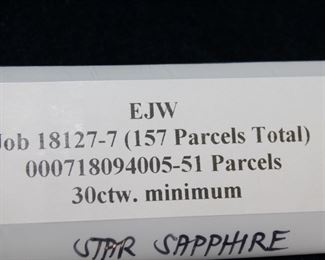 EJW
Job 18127-7 (157 Parcels Total)
000718094005-51 Parcels
30ctw. minimum
STAR SAPPHIRE